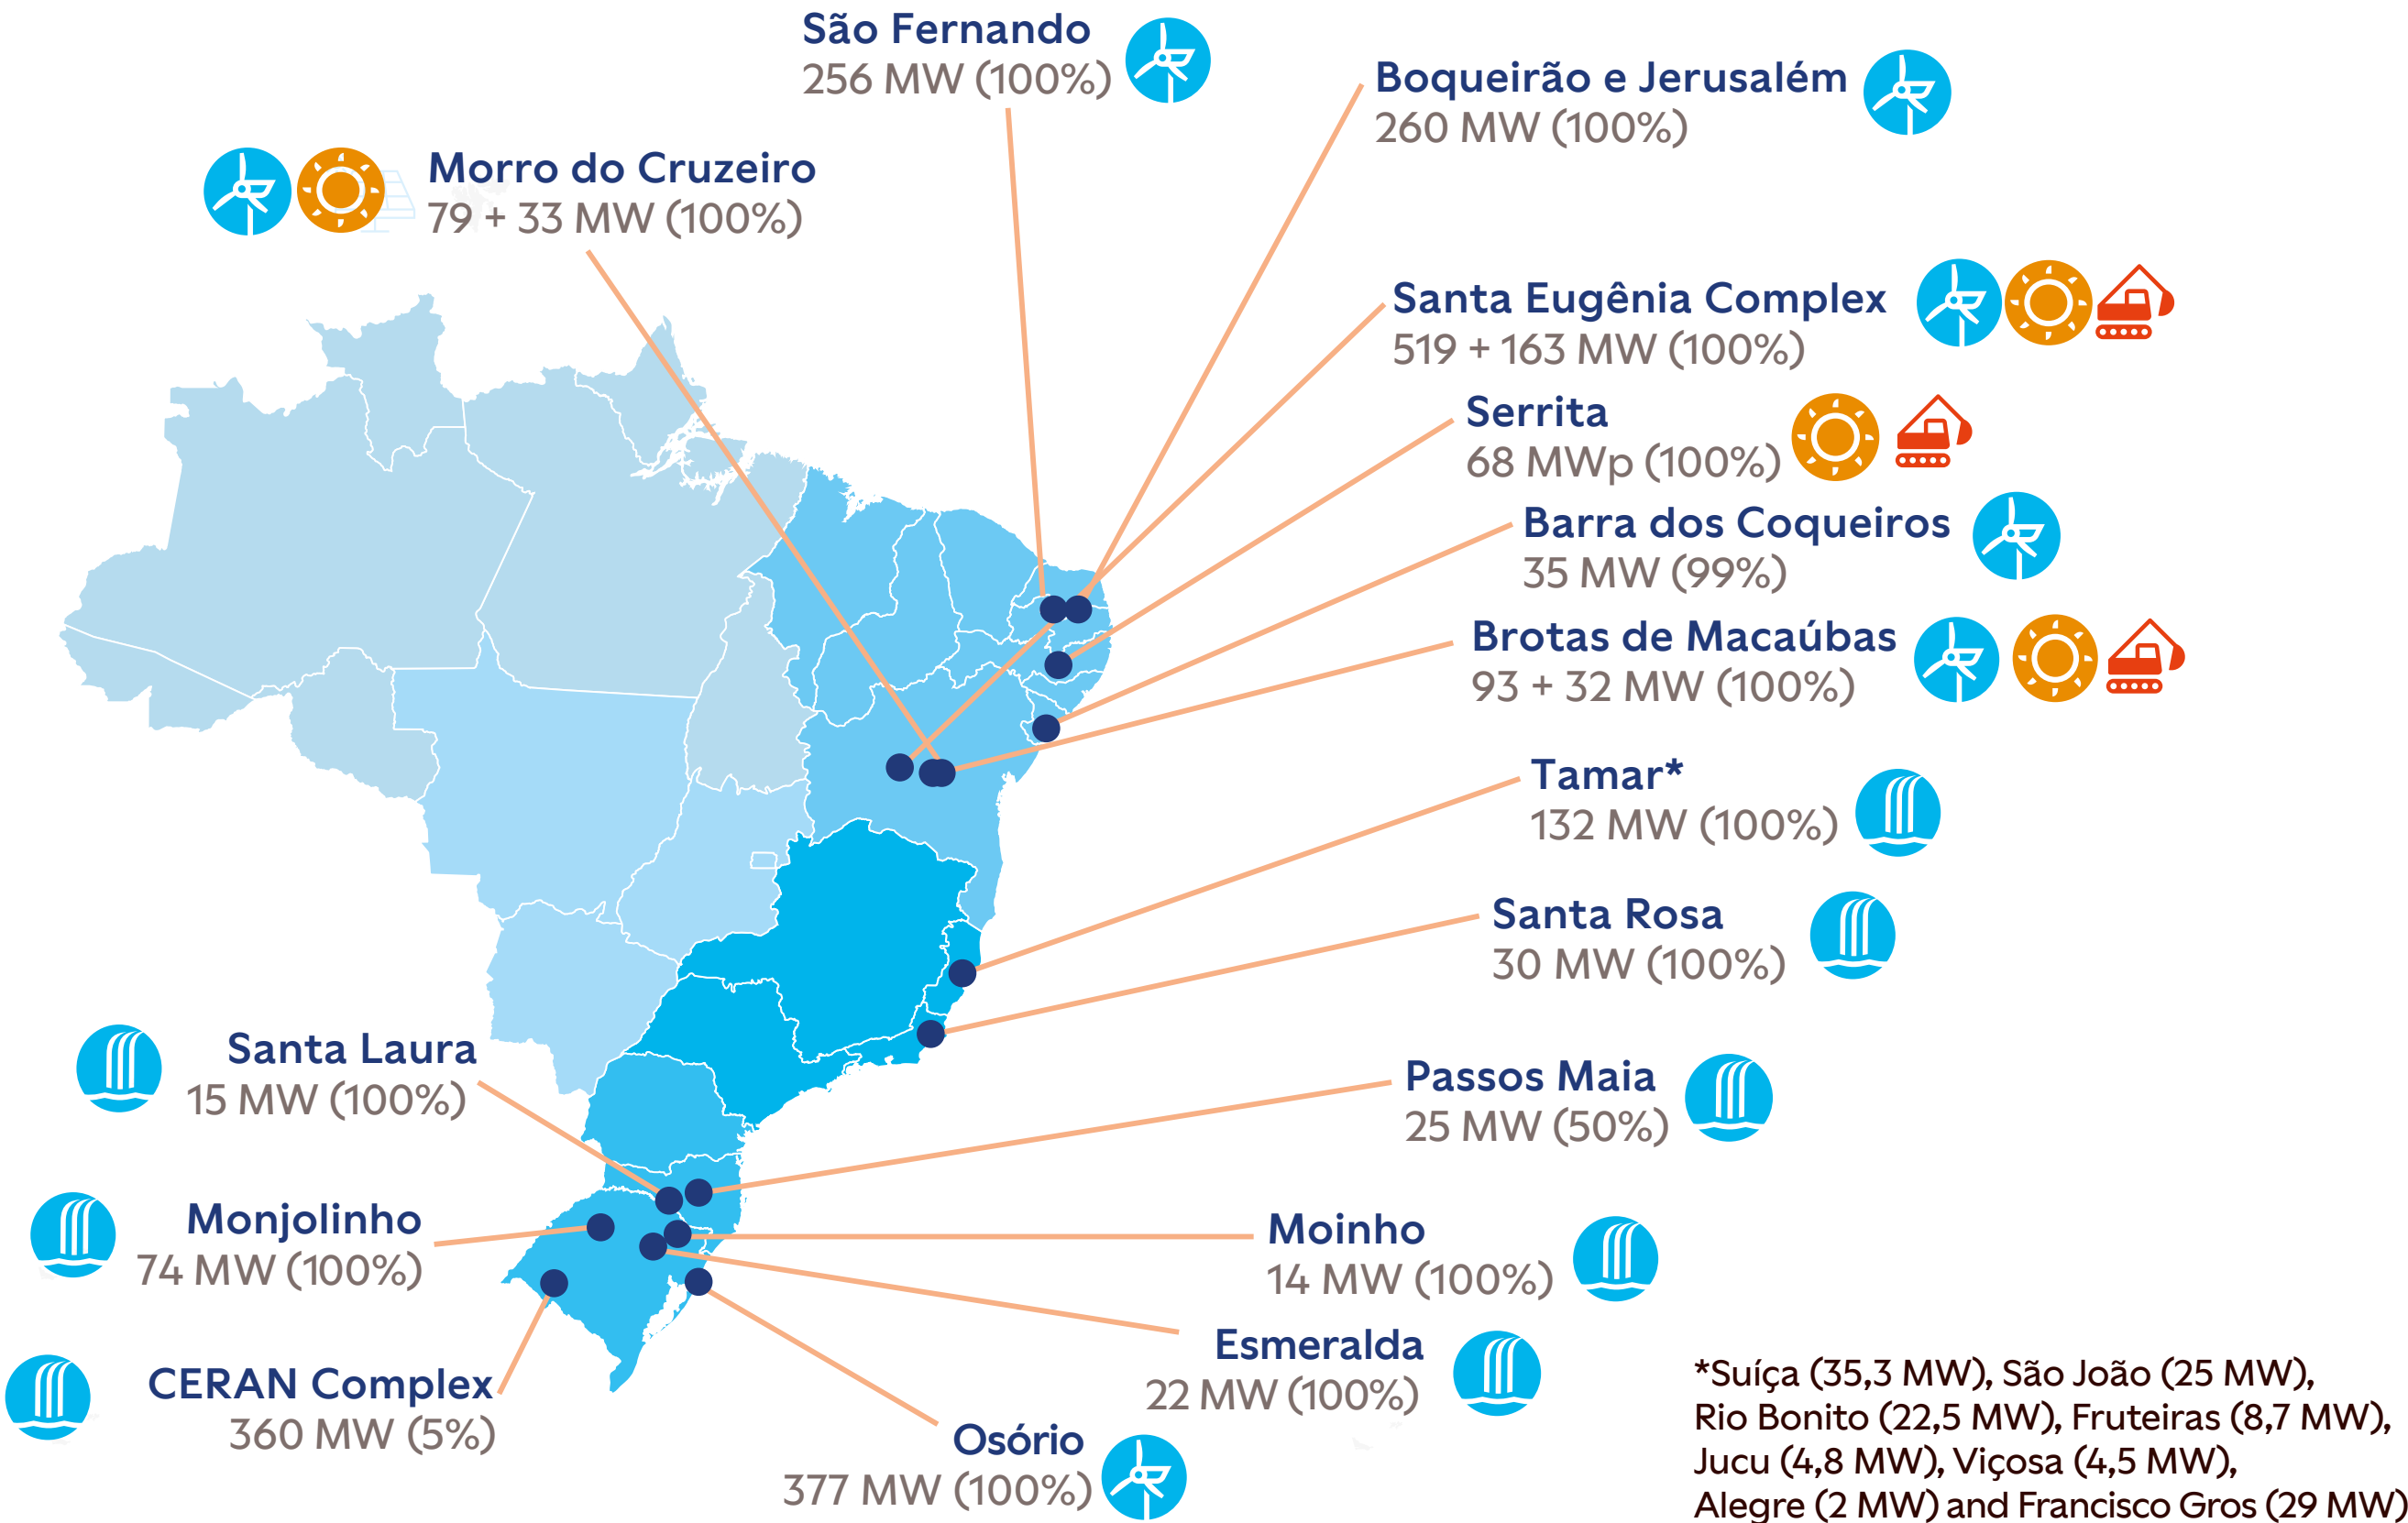 São Fernando
256 MW (100%)
Boqueirão e Jerusalém
260 MW (100%)
Morro do Cruzeiro
79 + 33 MW (100%)
Santa Eugênia Complex
519 + 163 MW (100%)
Serrita
68 MWp (100%)
Barra dos Coqueiros
35 MW (99%)
Brotas de Macaúbas
93 + 32 MW (100%)
Tamar*
132 MW (100%)
Santa Rosa
30 MW (100%)
Santa Laura
15 MW (100%)
Passos Maia
25 MW (50%)
Monjolinho
74 MW (100%)
Moinho
14 MW (100%)
Esmeralda
22 MW (100%)
CERAN Complex
360 MW (5%)
Osório
377 MW (100%)
*Suíça (35,3 MW), São João (25 MW),
Rio Bonito (22,5 MW), Fruteiras (8,7 MW),
Jucu (4,8 MW), Viçosa (4,5 MW),
Alegre (2 MW) and Francisco Gros (29 MW)